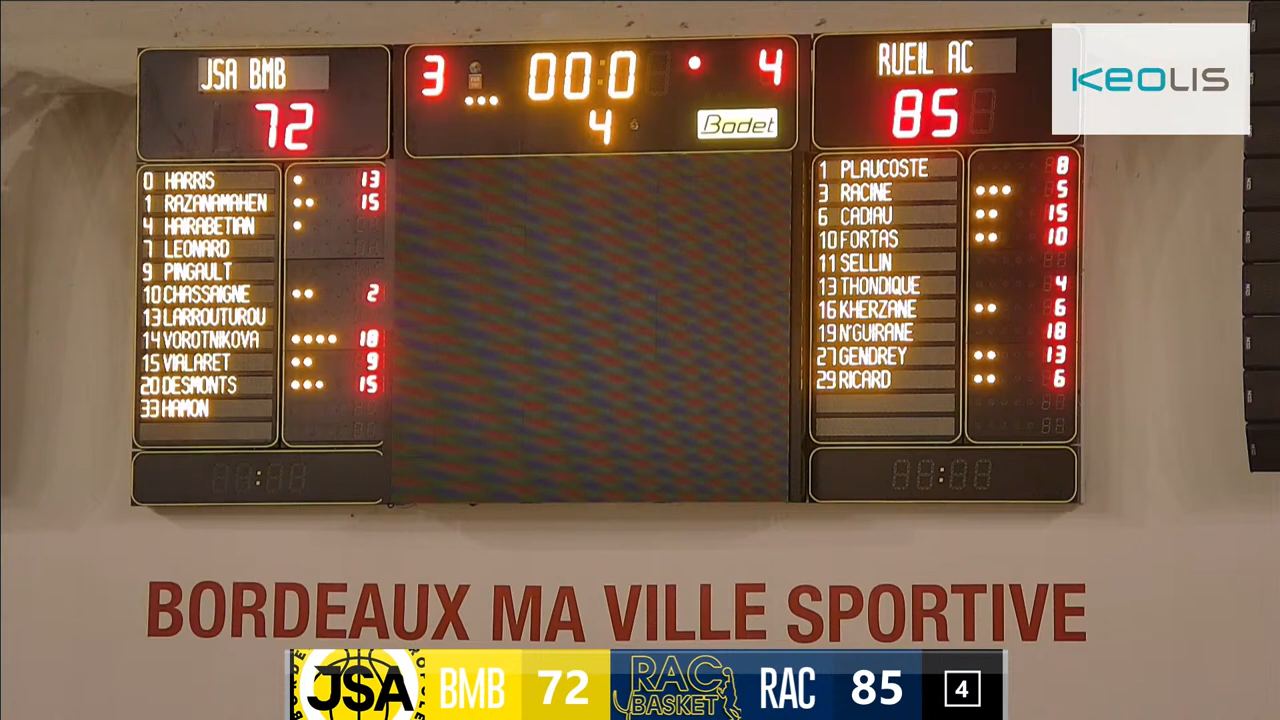 JSA BMB
72
3 00:0 4
4 Bodet
RUEIL AC
85
KEOLIS
0 HARRIS 13
1 RAZANAMAHEN 15
4 HAIRABETIAN
7 LEONARD
9 PINGAULT
10 CHASSAIGNE 2
13 LARROUTUROU
14 VOROTNIKOVA 18
15 VIALARET 9
20 DESMONTS 15
33 HAMON
1 PLAUCOSTE 8
3 RACINE 5
6 CADIAU 15
10 FORTAS 10
11 SELLIN
13 THONDIQUE 4
16 KHERZANE 6
19 N'GUIRANE 18
27 GENDREY 13
29 RICARD 6
BORDEAUX MA VILLE SPORTIVE
JSA BMB 72 RAC BASKET RAC 85 4